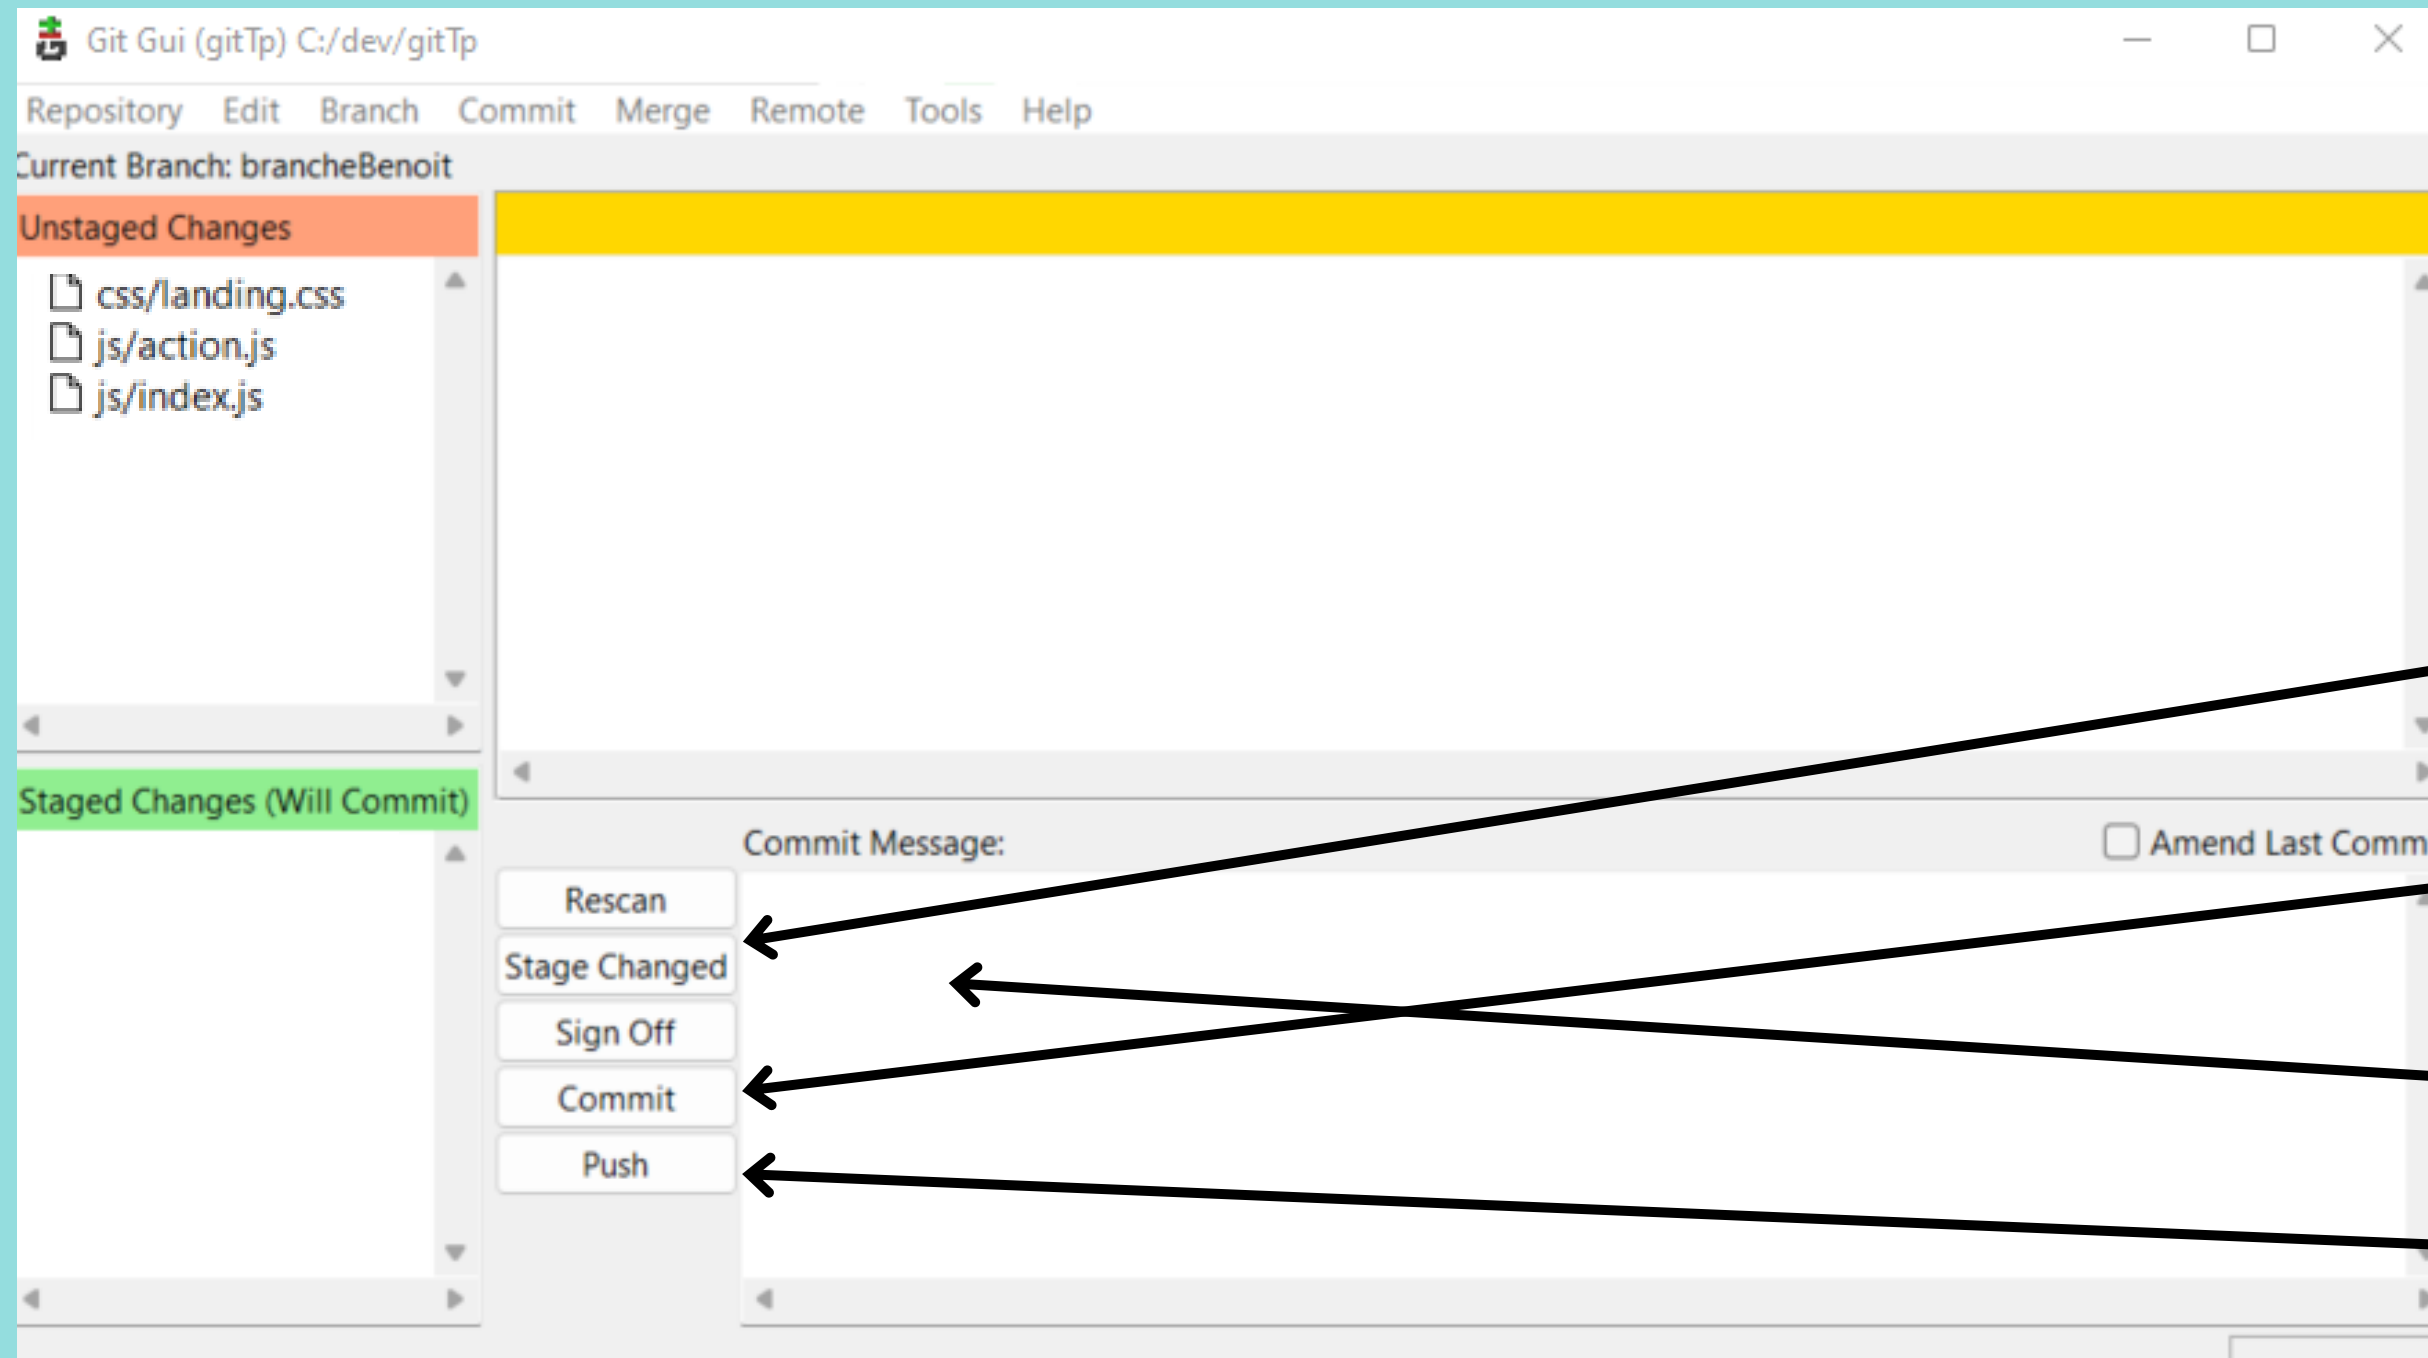 Git Gui (gitTp) C:/dev/gitTp
Repository Edit Branch Commit Merge Remote Tools Help
Current Branch: brancheBenoit
Unstaged Changes
css/landing.css
js/action.js
js/index.js
Staged Changes (Will Commit)
Commit Message:
Amend Last Comm
Rescan
Stage Changed
Sign Off
Commit
Push